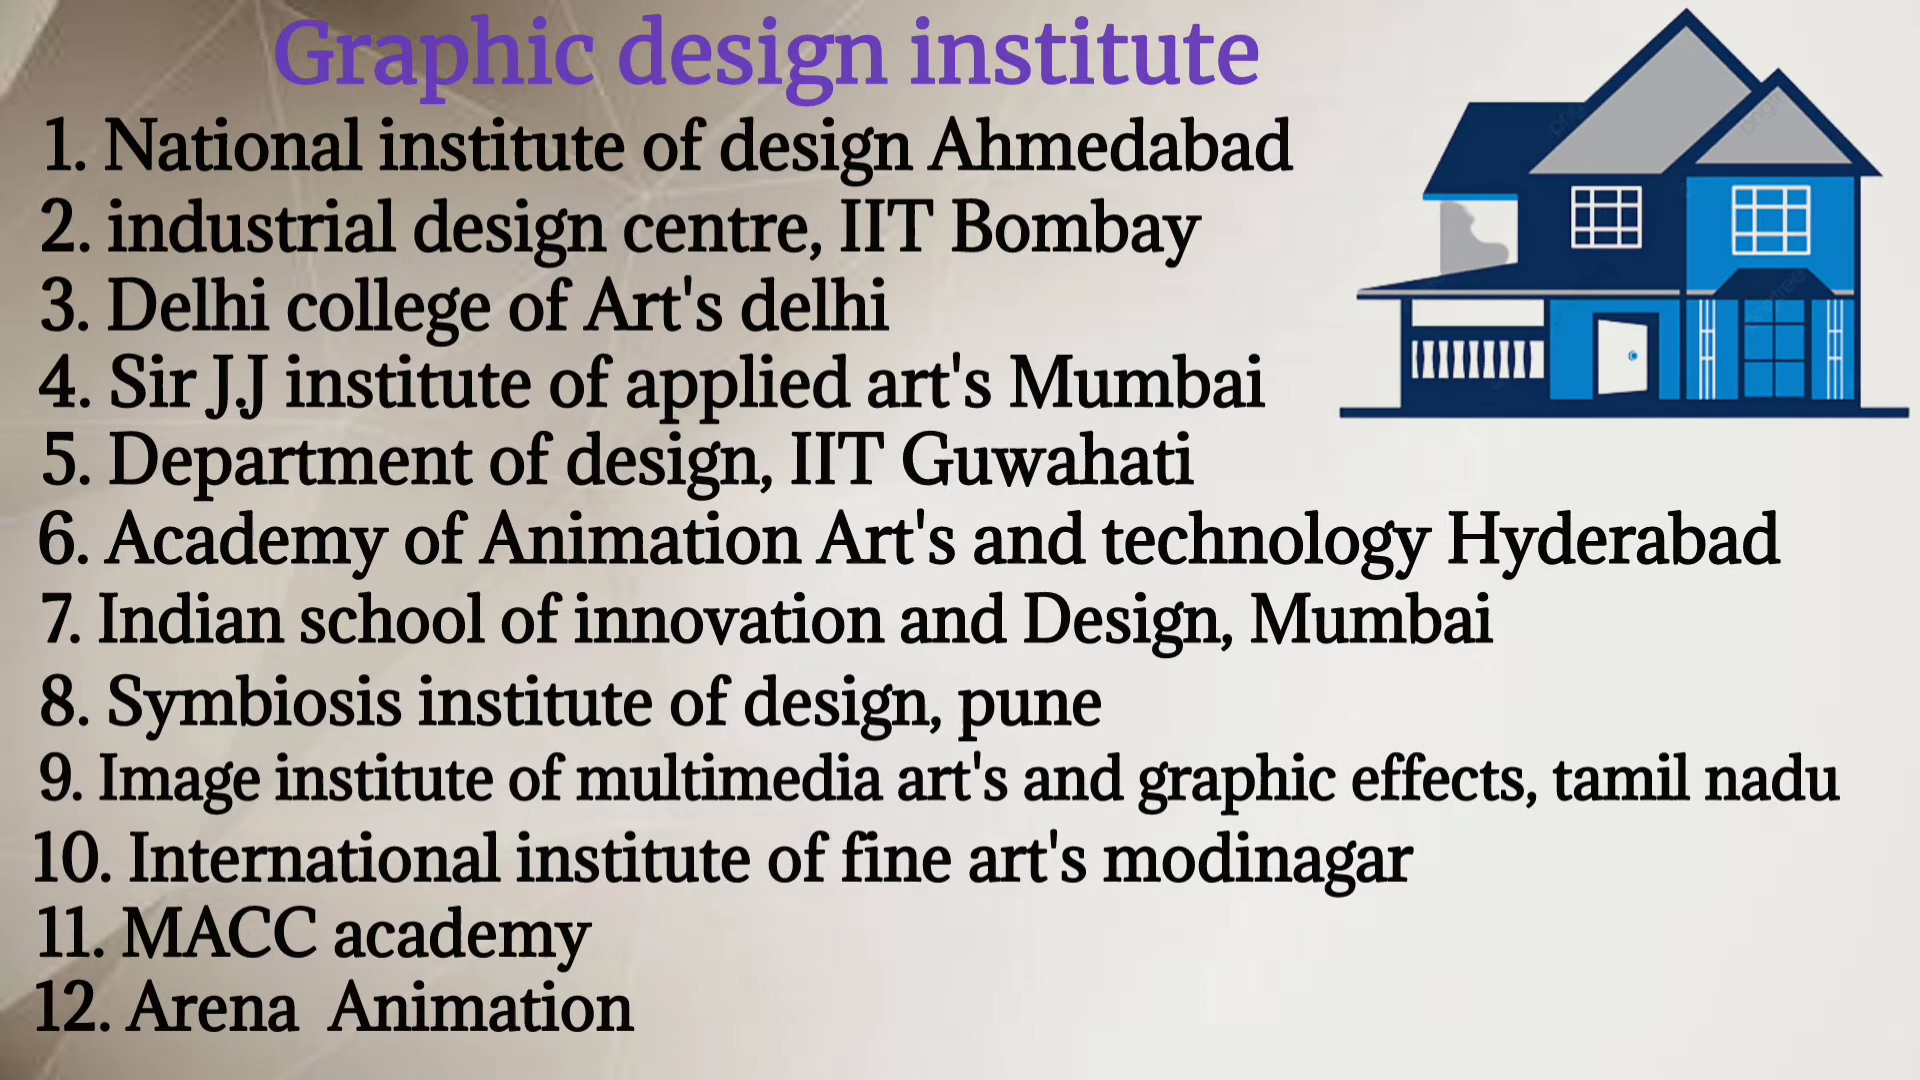 Graphic design institute
1. National institute of design Ahmedabad
2. industrial design centre, IIT Bombay
3. Delhi college of Art's delhi
4. Sir J.J institute of applied art's Mumbai
5. Department of design, IIT Guwahati
6. Academy of Animation Art's and technology Hyderabad
7. Indian school of innovation and Design, Mumbai
8. Symbiosis institute of design, pune
9. Image institute of multimedia art's and graphic effects, tamil nadu
10. International institute of fine art's modinagar
11. MACC academy
12. Arena  Animation